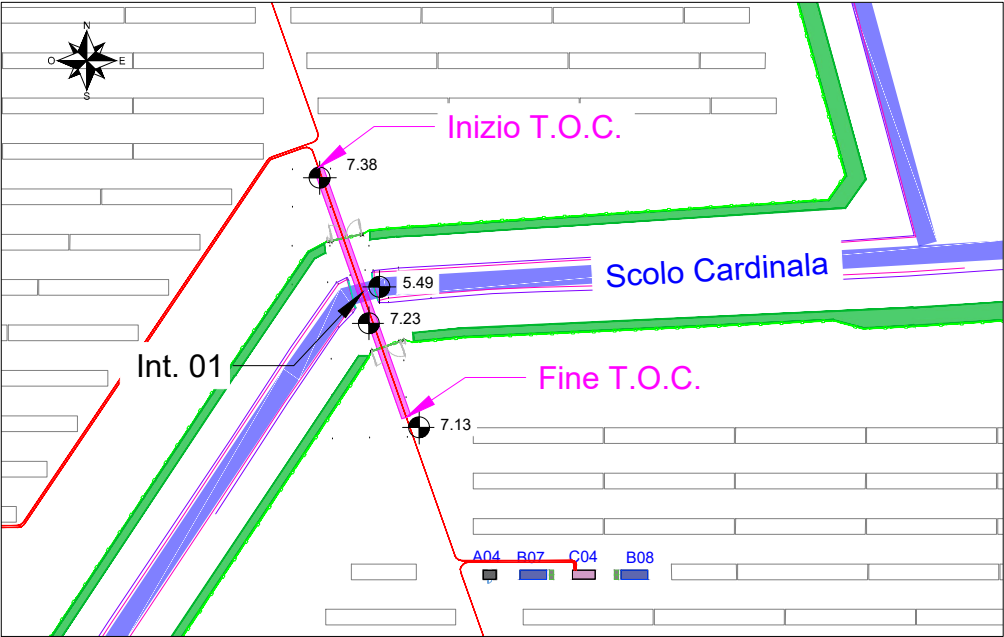 N
O
E
S
Inizio T.O.C.
7.38
Scolo Cardinala
5.49
7.23
Int. 01
Fine T.O.C.
7.13
A04 B07 C04 B08